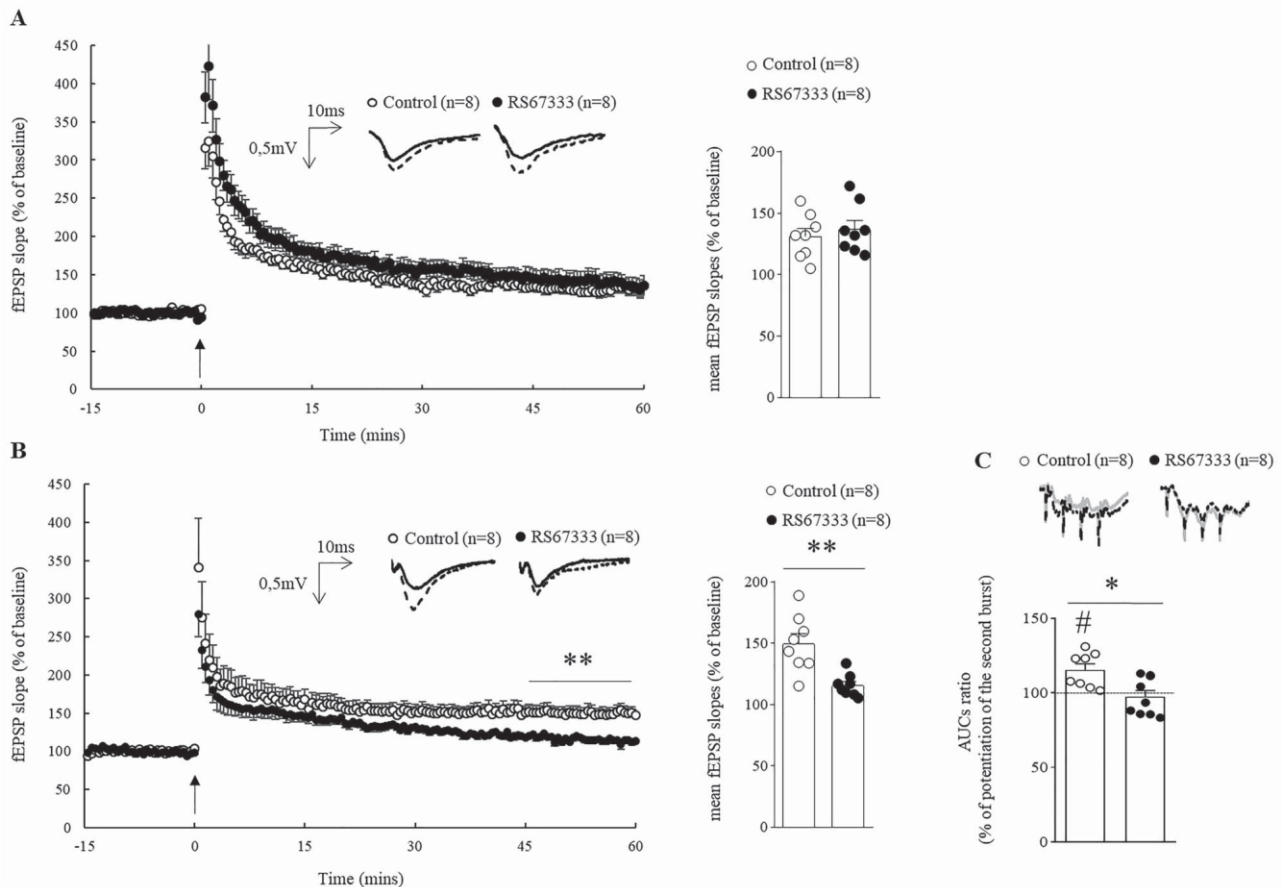 A
450
400
350
300
250
200
150
100
50
0
-15
0
15
30
45
60
fEPSP slope (% of baseline)
Time (mins)
10ms
0,5mV
Control (n=8)
RS67333 (n=8)
Control (n=8)
RS67333 (n=8)
200
150
100
50
0
mean fEPSP slopes (% of baseline)
B
450
400
350
300
250
200
150
100
50
0
-15
0
15
30
45
60
fEPSP slope (% of baseline)
Time (mins)
10ms
0,5mV
Control (n=8)
RS67333 (n=8)
**
Control (n=8)
RS67333 (n=8)
**
200
150
100
50
0
mean fEPSP slopes (% of baseline)
C
Control (n=8)
RS67333 (n=8)
*
#
150
100
50
0
AUCs ratio
(% of potentiation of the second burst)